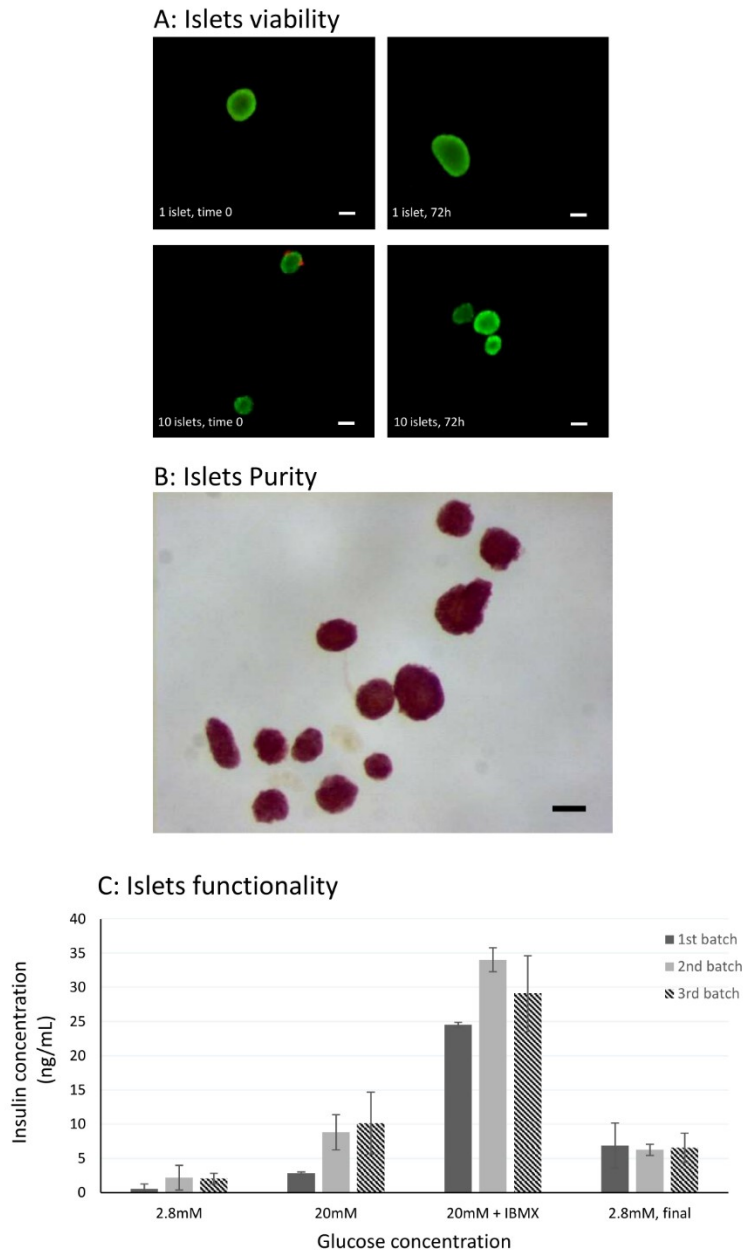 A: Islets viability
1 islet, time 0
1 islet, 72h
10 islets, time 0
10 islets, 72h
B: Islets Purity
C: Islets functionality
Insulin concentration
(ng/mL)
40
35
30
25
20
15
10
5
0
1st batch
2nd batch
3rd batch
2.8mM
20mM
20mM + IBMX
2.8mM, final
Glucose concentration